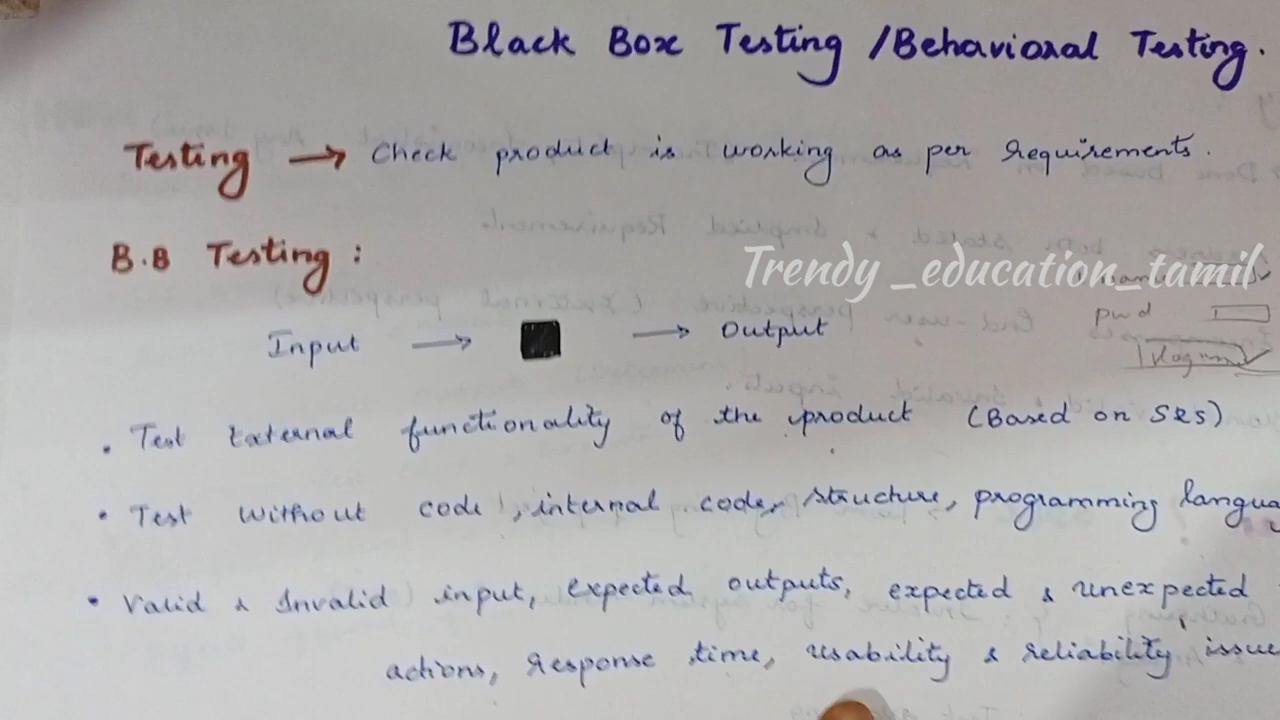 Black Box Testing /Behavioral Testing.
Testing → Check product is working as per requirements.
B.B Testing :
Trendy _education_tamil
pwd
Input → → Output
login
• Test External functionality of the product (Based on SRS)
• Test without code, internal code, structure, programming langua
• Valid & Invalid input, expected outputs, expected & unexpected
actions, response time, usability & reliability issue